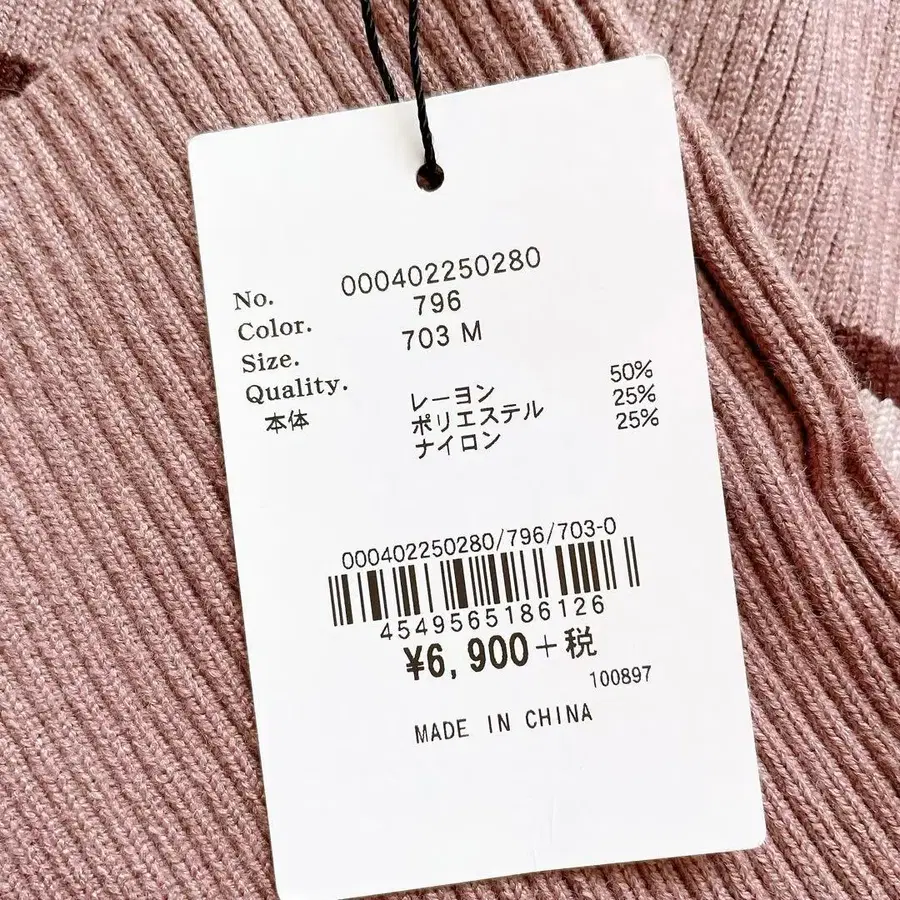 No. 000402250280
Color. 796
Size. 703 M
Quality.
本体 レーヨン 50%
ポリエステル 25%
ナイロン 25%
000402250280/796/703-0
4549565186126
¥6,900+税
100897
MADE IN CHINA